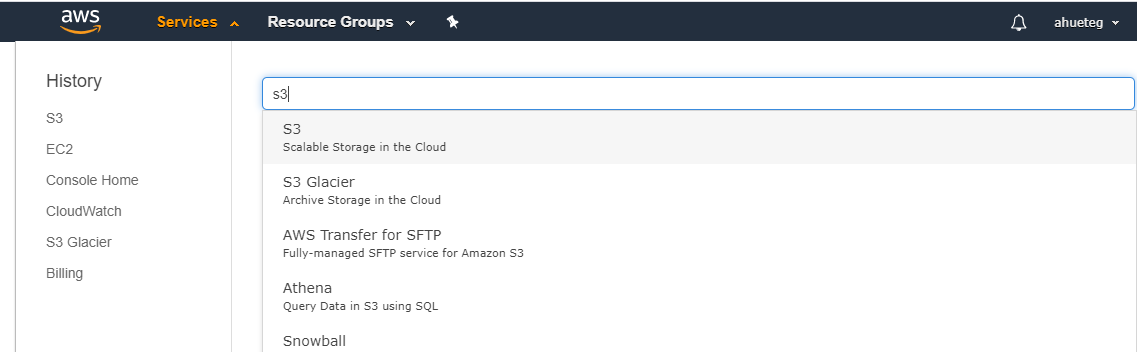 aws Services Resource Groups ahueteg
History
S3
EC2
Console Home
CloudWatch
S3 Glacier
Billing
s3
S3
Scalable Storage in the Cloud
S3 Glacier
Archive Storage in the Cloud
AWS Transfer for SFTP
Fully-managed SFTP service for Amazon S3
Athena
Query Data in S3 using SQL
Snowball